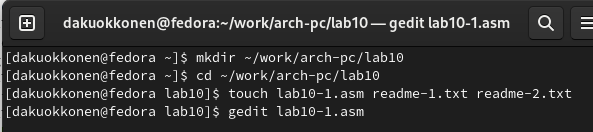 dakuokkonen@fedora:~/work/arch-pc/lab10 — gedit lab10-1.asm
[dakuokkonen@fedora ~]$ mkdir ~/work/arch-pc/lab10
[dakuokkonen@fedora ~]$ cd ~/work/arch-pc/lab10
[dakuokkonen@fedora lab10]$ touch lab10-1.asm readme-1.txt readme-2.txt
[dakuokkonen@fedora lab10]$ gedit lab10-1.asm